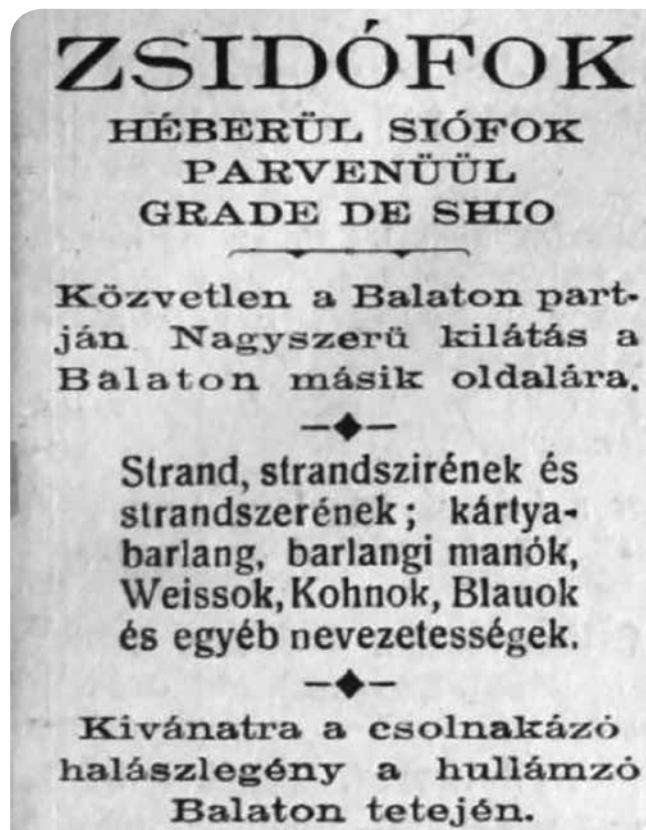 ZSIDÓFOK
HÉBERÜL SIÓFOK
PARVENÜÜL
GRADE DE SHIO
Közvetlen a Balaton part-
ján Nagyszerü kilátás a
Balaton másik oldalára.
Strand, strandszirének és
strandszerének; kártya-
barlang, barlangi manók,
Weissok, Kohnok, Blauok
és egyéb nevezetességek.
Kivánatra a csolnakázó
halászlegény a hullámzó
Balaton tetején.